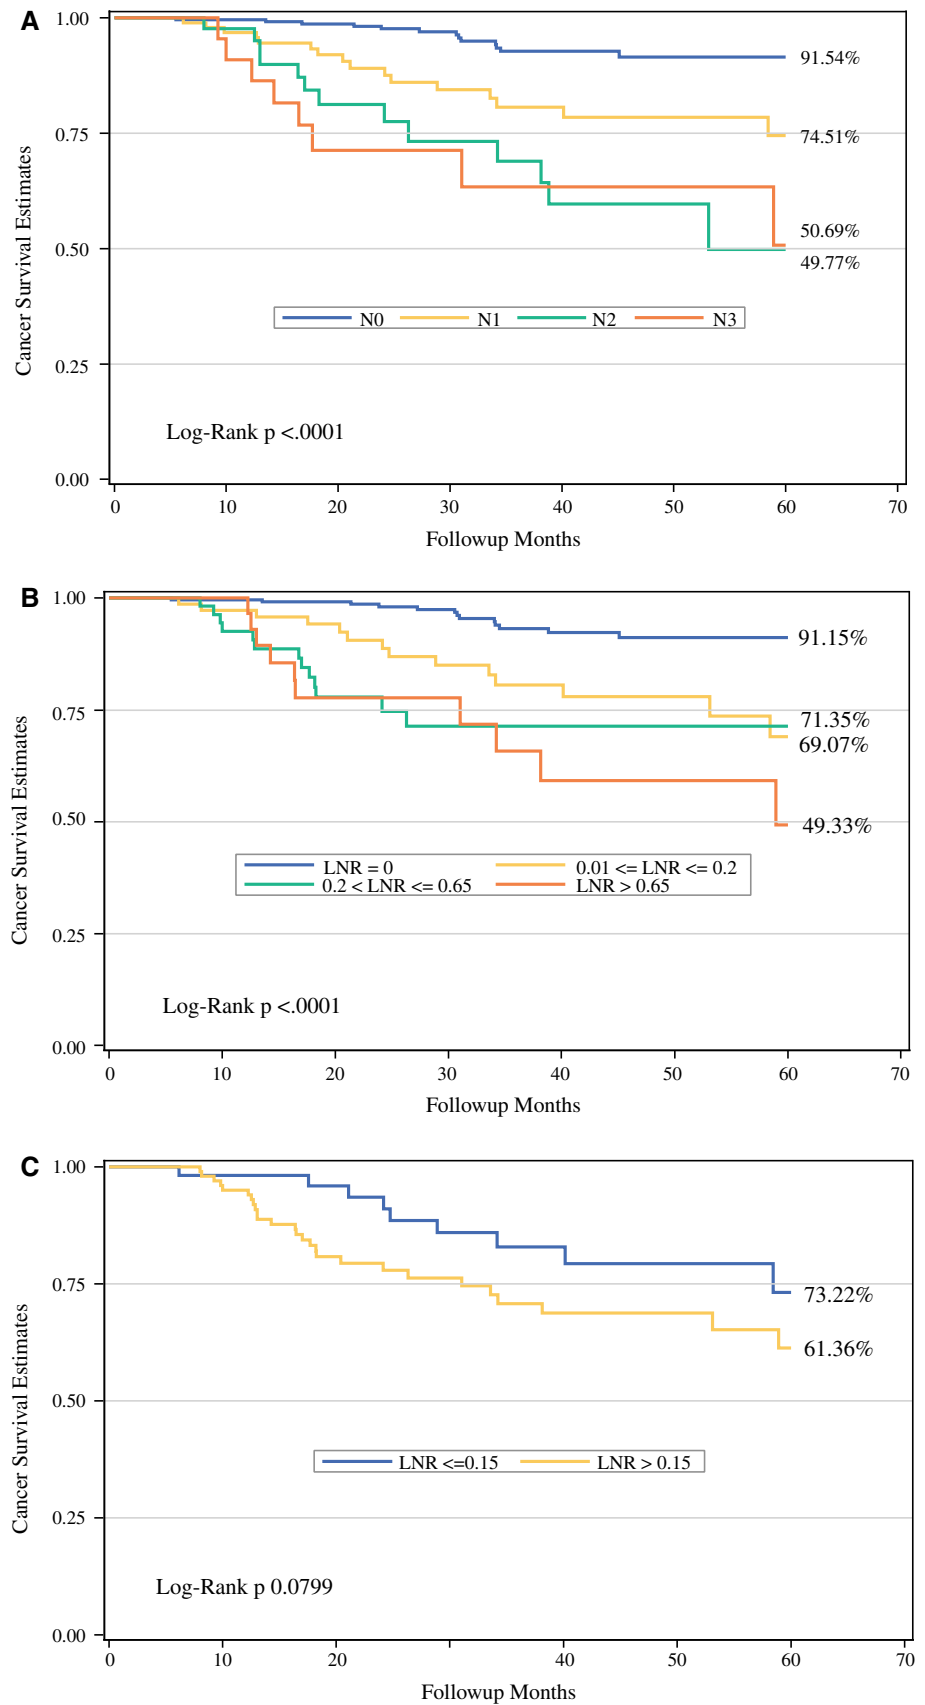 A
1.00
0.75
0.50
0.25
0.00
Cancer Survival Estimates
91.54%
74.51%
50.69%
49.77%
N0 N1 N2 N3
Log-Rank p <.0001
0 10 20 30 40 50 60 70
Followup Months
B
1.00
0.75
0.50
0.25
0.00
Cancer Survival Estimates
91.15%
71.35%
69.07%
49.33%
LNR = 0 0.01 <= LNR <= 0.2
0.2 < LNR <= 0.65 LNR > 0.65
Log-Rank p <.0001
0 10 20 30 40 50 60 70
Followup Months
C
1.00
0.75
0.50
0.25
0.00
Cancer Survival Estimates
73.22%
61.36%
LNR <=0.15 LNR > 0.15
Log-Rank p 0.0799
0 10 20 30 40 50 60 70
Followup Months